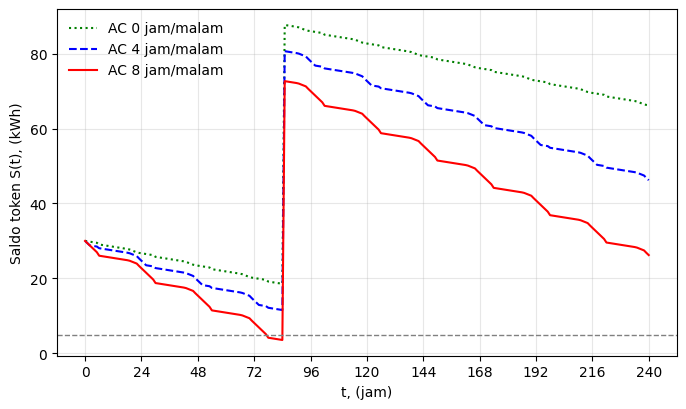 AC 0 jam/malam
AC 4 jam/malam
AC 8 jam/malam
Saldo token S(t), (kWh)
80
60
40
20
0
0 24 48 72 96 120 144 168 192 216 240
t, (jam)